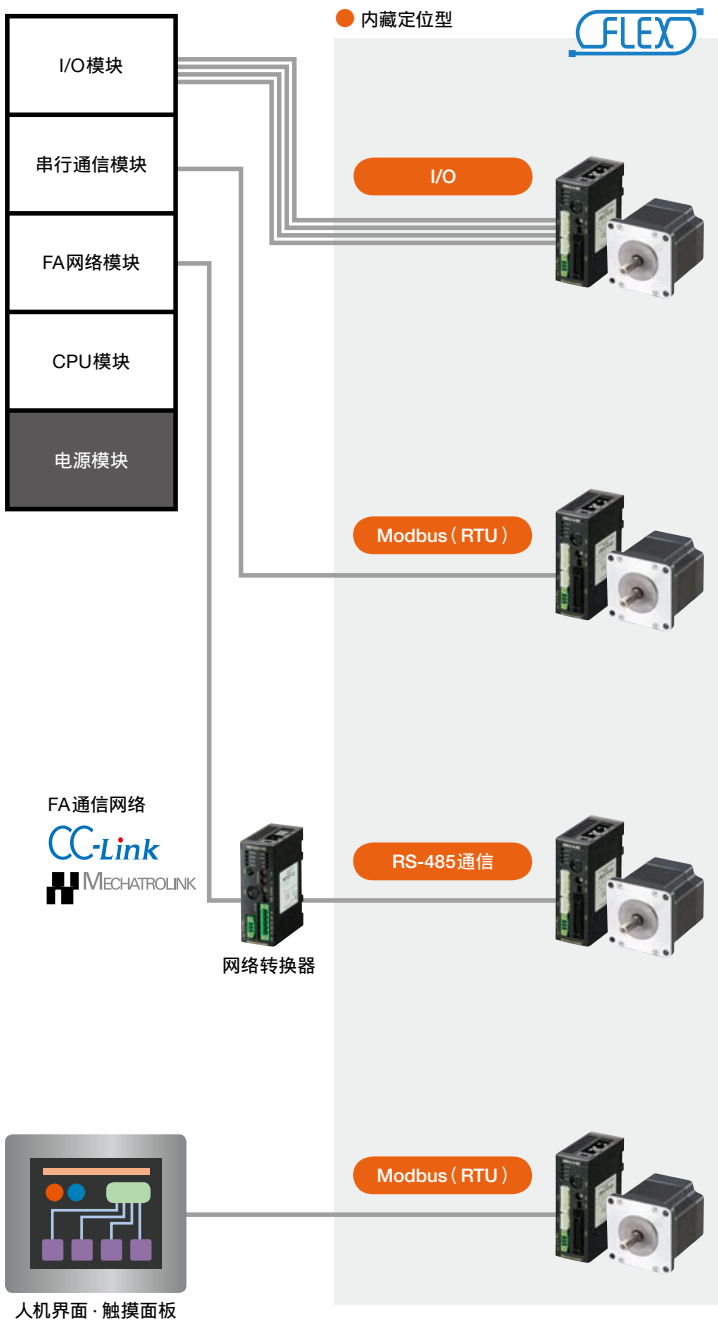 内藏定位型
FLEX
I/O模块
串行通信模块
FA网络模块
CPU模块
电源模块
I/O
Modbus(RTU)
FA通信网络
CC-Link
MECHATROLINK
网络转换器
RS-485通信
Modbus(RTU)
人机界面·触摸面板